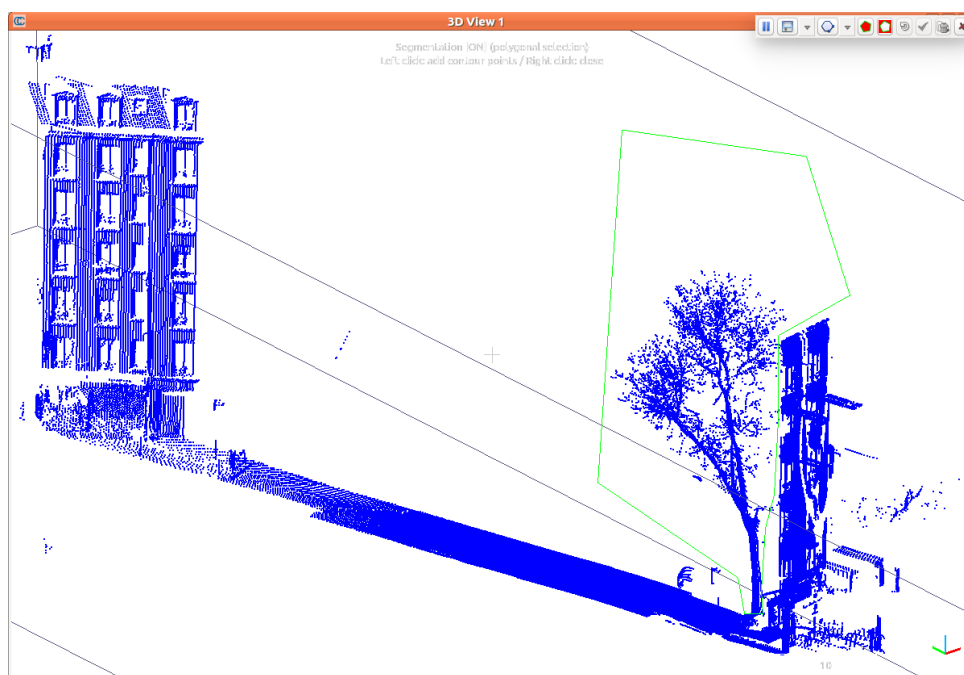 3D View 1
Segmentation [ON] (polygonal selection)
Left click add contour points / Right click close
10